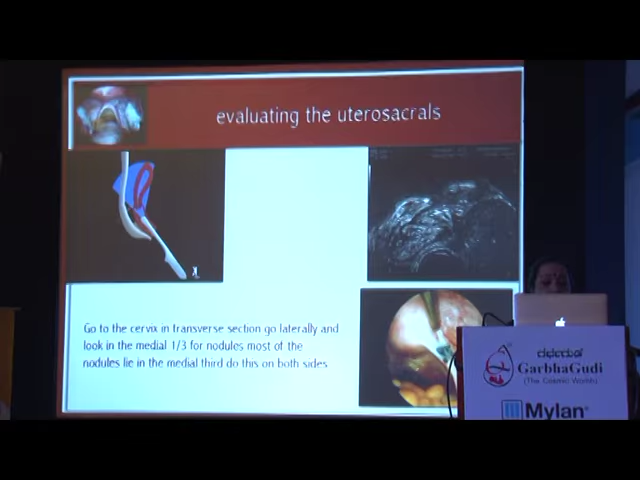 evaluating the uterosacrals
Go to the cervix in transverse section go laterally and
look in the medial 1/3 for nodules most of the
nodules lie in the medial third do this on both sides
ಗರ್ಭಗುಡಿ
GarbhaGudi
(The Cosmic Worlds)
Mylan